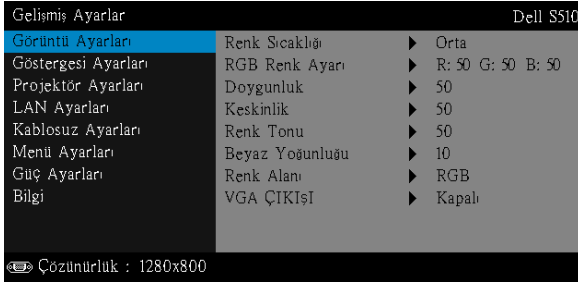 Gelişmiş Ayarlar Dell S510
Görüntü Ayarları Renk Sıcaklığı Orta
Göstergesi Ayarları RGB Renk Ayarı R: 50 G: 50 B: 50
Projektör Ayarları Doygunluk 50
LAN Ayarları Keskinlik 50
Kablosuz Ayarları Renk Tonu 50
Menü Ayarları Beyaz Yoğunluğu 10
Güç Ayarları Renk Alanı RGB
Bilgi VGA ÇIKIşI Kapalı
Çözünürlük : 1280x800